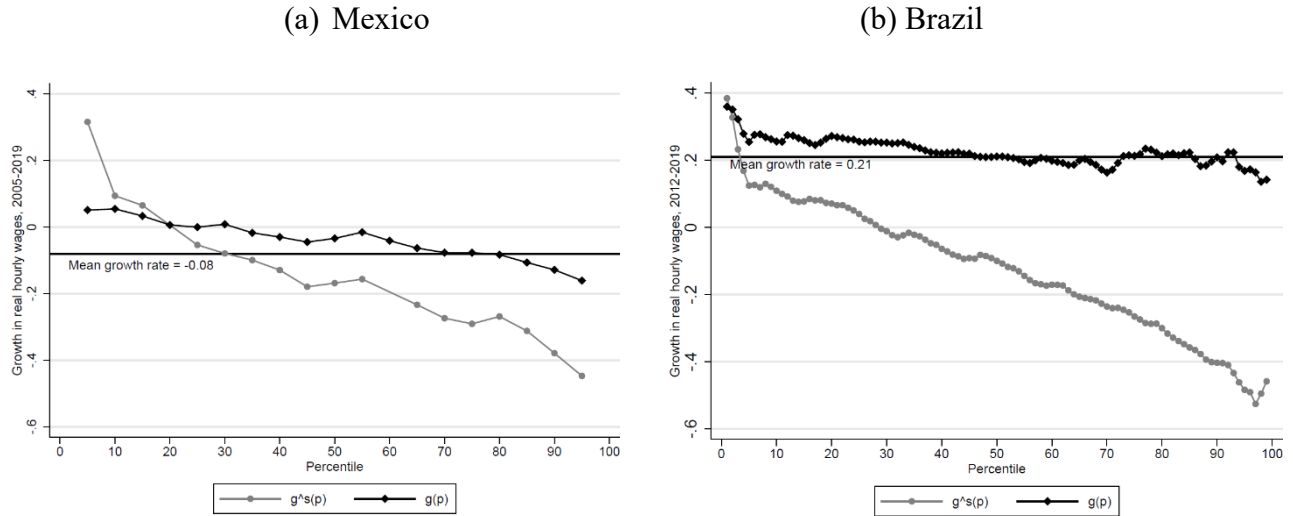 (a) Mexico
Growth in real hourly wages, 2005-2019
.4
.2
0
-.2
-.4
-.6
Mean growth rate = -0.08
0 10 20 30 40 50 60 70 80 90 100
Percentile
g^s(p) g(p)
(b) Brazil
Growth in real hourly wages, 2012-2019
.4
.2
0
-.2
-.4
-.6
Mean growth rate = 0.21
0 10 20 30 40 50 60 70 80 90 100
Percentile
g^s(p) g(p)